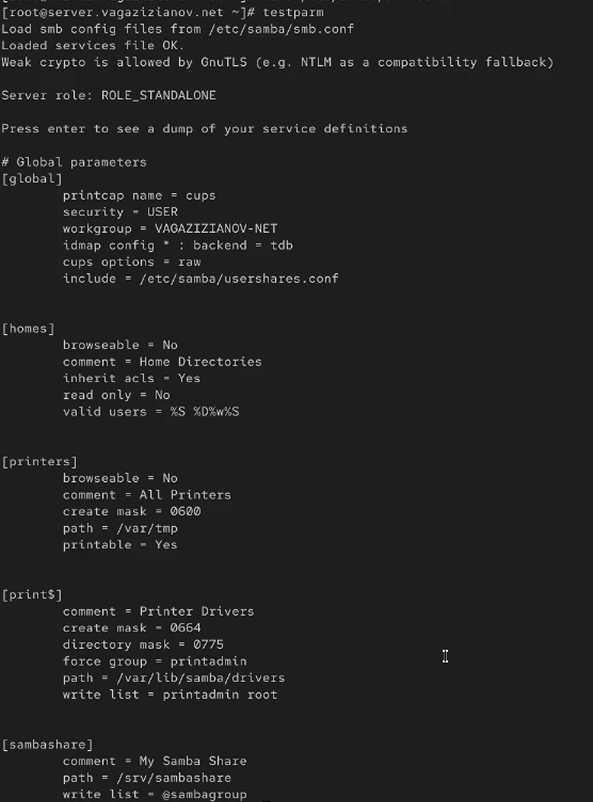 [root@server.vagazizianov.net ~]# testparm
Load smb config files from /etc/samba/smb.conf
Loaded services file OK.
Weak crypto is allowed by GnuTLS (e.g. NTLM as a compatibility fallback)
Server role: ROLE_STANDALONE
Press enter to see a dump of your service definitions
# Global parameters
[global]
printcap name = cups
security = USER
workgroup = VAGAZIZIANOV-NET
idmap config * : backend = tdb
cups options = raw
include = /etc/samba/usershares.conf
[homes]
browseable = No
comment = Home Directories
inherit acls = Yes
read only = No
valid users = %S %D%w%S
[printers]
browseable = No
comment = All Printers
create mask = 0600
path = /var/tmp
printable = Yes
[print$]
comment = Printer Drivers
create mask = 0664
directory mask = 0775
force group = printadmin
path = /var/lib/samba/drivers
write list = printadmin root
[sambashare]
comment = My Samba Share
path = /srv/sambashare
write list = @sambagroup